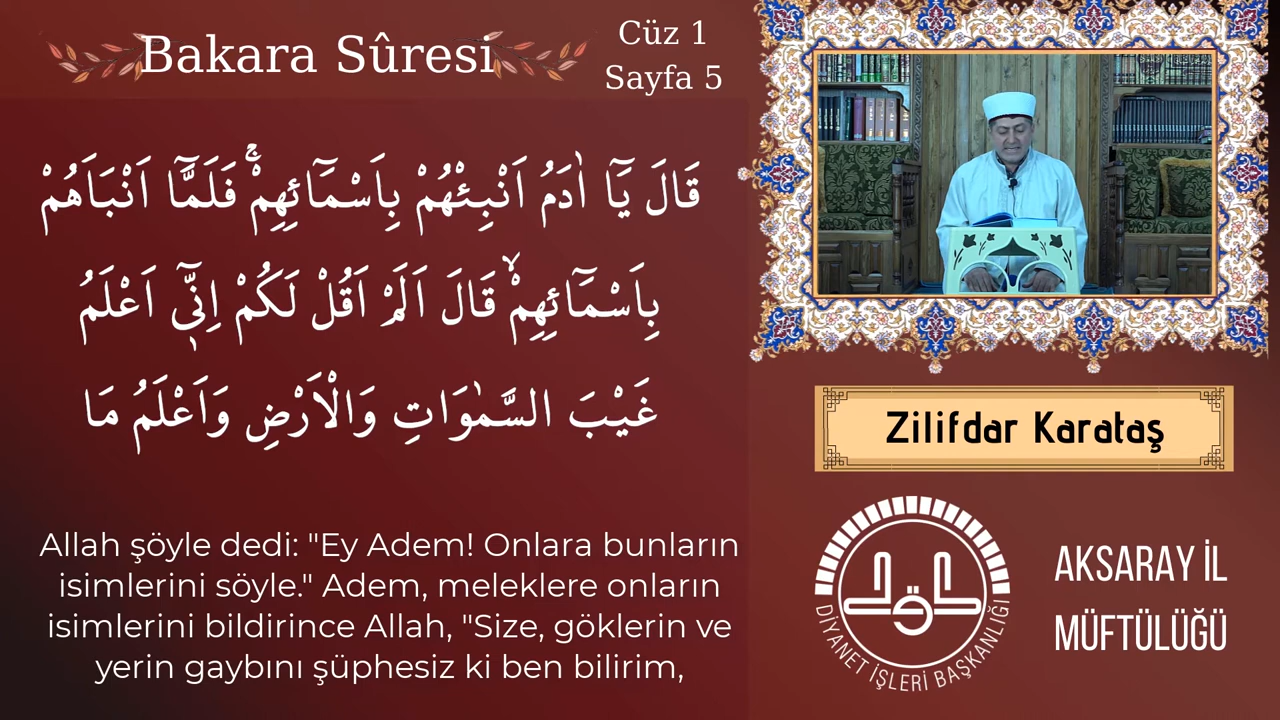 Bakara Sûresi
Cüz 1
Sayfa 5
قَالَ يَٓا اٰدَمُ اَنْبِئْهُمْ بِاَسْمَٓائِهِمْۚ فَلَمَّٓا اَنْبَاَهُمْ
بِاَسْمَٓائِهِمْۙ قَالَ اَلَمْ اَقُلْ لَكُمْ اِنّ۪ٓي اَعْلَمُ
غَيْبَ السَّمٰوَاتِ وَالْاَرْضِ وَاَعْلَمُ مَا
Allah şöyle dedi: "Ey Adem! Onlara bunların
isimlerini söyle." Adem, meleklere onların
isimlerini bildirince Allah, "Size, göklerin ve
yerin gaybını şüphesiz ki ben bilirim,
Zilifdar Karataş
DİYANET İŞLERİ BAŞKANLIĞI
AKSARAY İL
MÜFTÜLÜĞÜ